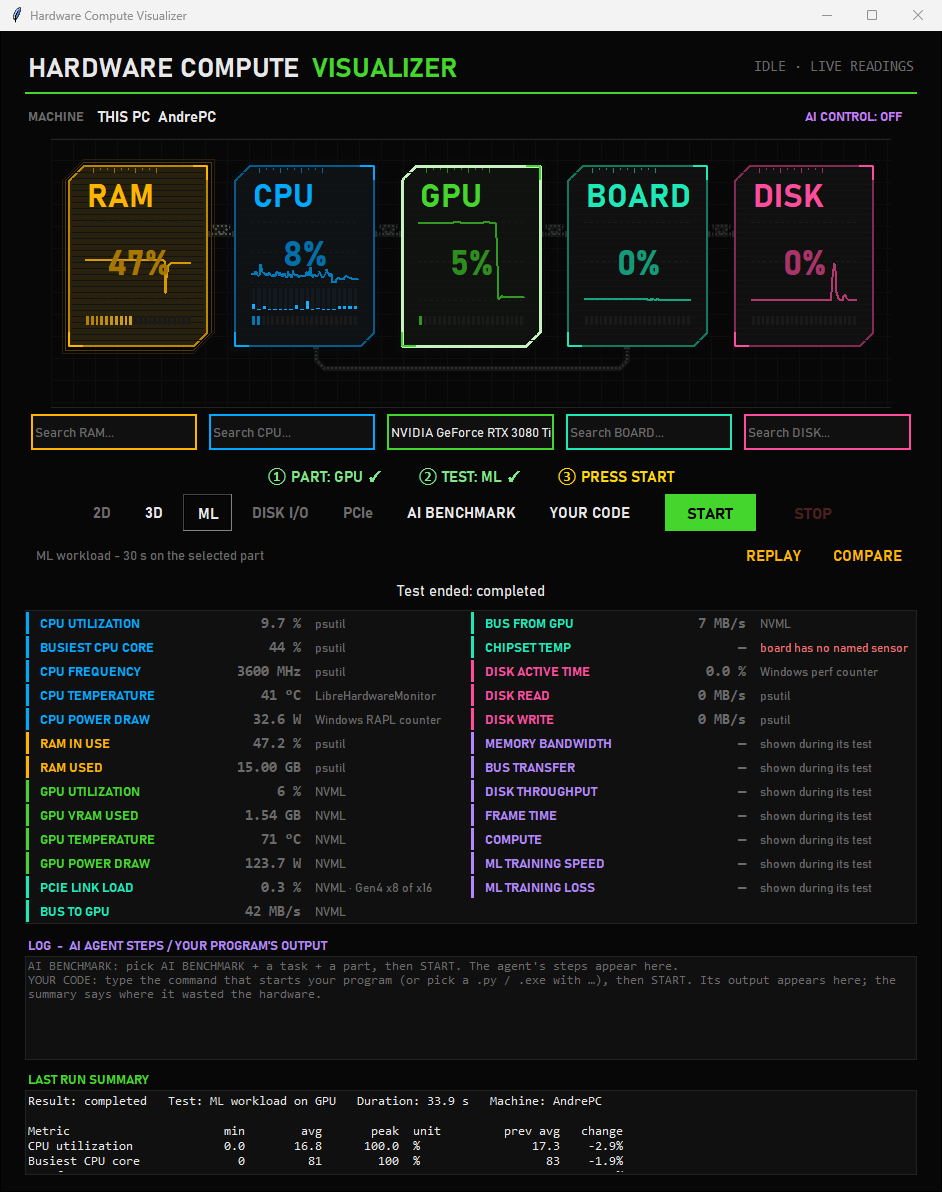 Hardware Compute Visualizer
HARDWARE COMPUTE VISUALIZER
IDLE · LIVE READINGS
MACHINE THIS PC AndrePC
AI CONTROL: OFF
RAM CPU GPU BOARD DISK
47% 8% 5% 0% 0%
Search RAM... Search CPU... NVIDIA GeForce RTX 3080 Ti Search BOARD... Search DISK...
① PART: GPU ✓ ② TEST: ML ✓ ③ PRESS START
2D 3D ML DISK I/O PCIe AI BENCHMARK YOUR CODE START STOP
ML workload - 30 s on the selected part
REPLAY COMPARE
Test ended: completed
CPU UTILIZATION 9.7 % psutil
BUSIEST CPU CORE 44 % psutil
CPU FREQUENCY 3600 MHz psutil
CPU TEMPERATURE 41 °C LibreHardwareMonitor
CPU POWER DRAW 32.6 W Windows RAPL counter
RAM IN USE 47.2 % psutil
RAM USED 15.00 GB psutil
GPU UTILIZATION 6 % NVML
GPU VRAM USED 1.54 GB NVML
GPU TEMPERATURE 71 °C NVML
GPU POWER DRAW 123.7 W NVML
PCIE LINK LOAD 0.3 % NVML · Gen4 x8 of x16
BUS TO GPU 42 MB/s NVML
BUS FROM GPU 7 MB/s NVML
CHIPSET TEMP — board has no named sensor
DISK ACTIVE TIME 0.0 % Windows perf counter
DISK READ 0 MB/s psutil
DISK WRITE 0 MB/s psutil
MEMORY BANDWIDTH — shown during its test
BUS TRANSFER — shown during its test
DISK THROUGHPUT — shown during its test
FRAME TIME — shown during its test
COMPUTE — shown during its test
ML TRAINING SPEED — shown during its test
ML TRAINING LOSS — shown during its test
LOG - AI AGENT STEPS / YOUR PROGRAM'S OUTPUT
AI BENCHMARK: pick AI BENCHMARK + a task + a part, then START. The agent's steps appear here.
YOUR CODE: type the command that starts your program (or pick a .py / .exe with …), then START. Its output appears here; the
summary says where it wasted the hardware.
LAST RUN SUMMARY
Result: completed Test: ML workload on GPU Duration: 33.9 s Machine: AndrePC
Metric min avg peak unit prev avg change
CPU utilization 0.0 16.8 100.0 % 17.3 -2.9%
Busiest CPU core 0 81 100 % 83 -1.9%